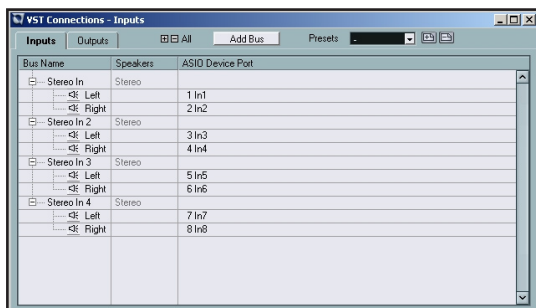 VST Connections - Inputs
Inputs Outputs All Add Bus Presets -
Bus Name Speakers ASIO Device Port
Stereo In Stereo
Left 1 In1
Right 2 In2
Stereo In 2 Stereo
Left 3 In3
Right 4 In4
Stereo In 3 Stereo
Left 5 In5
Right 6 In6
Stereo In 4 Stereo
Left 7 In7
Right 8 In8